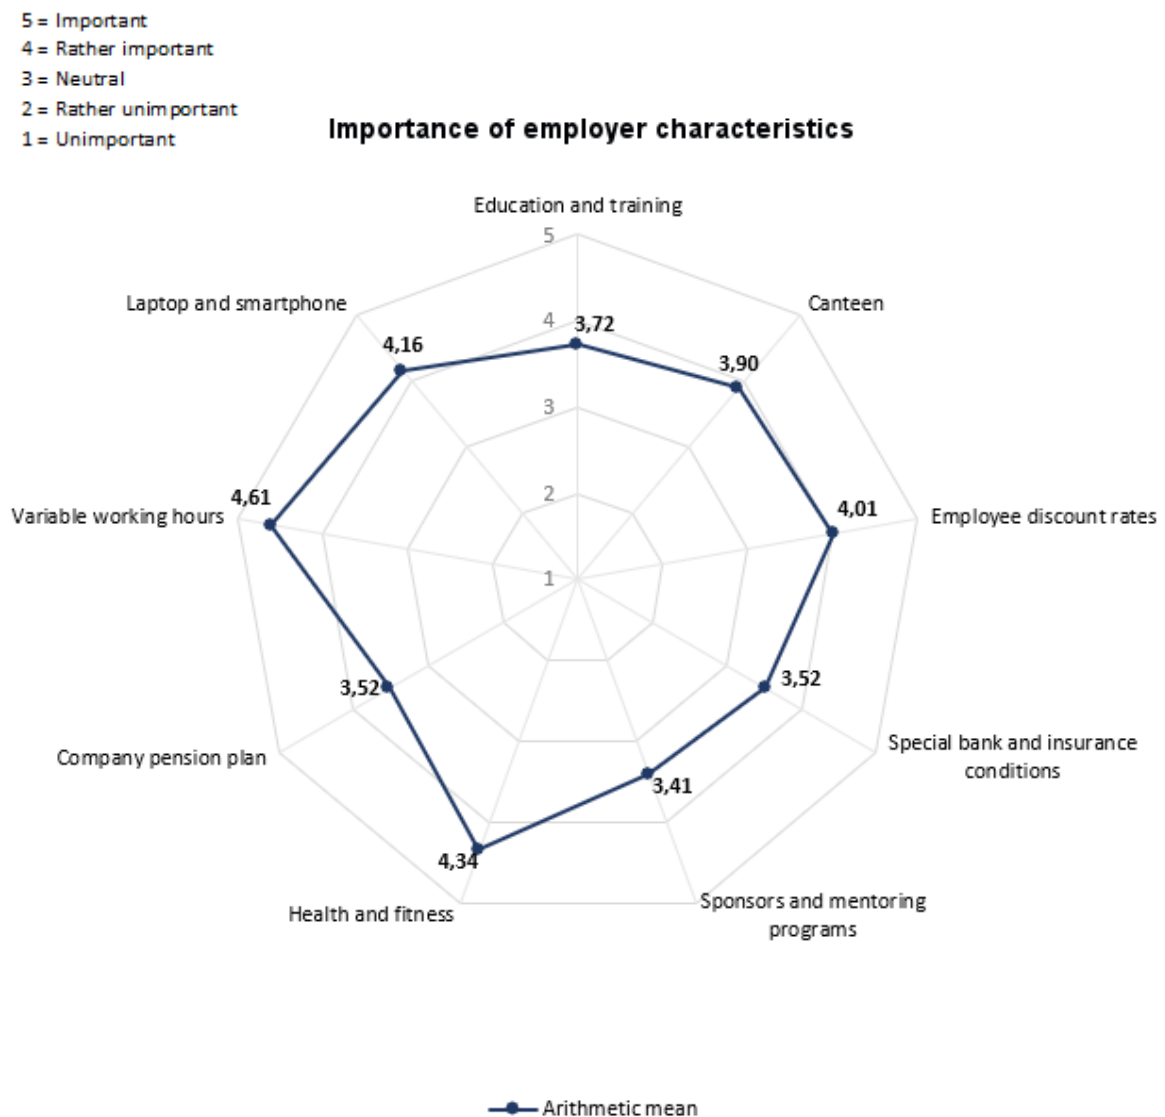 5 = Important
4 = Rather important
3 = Neutral
2 = Rather unimportant
1 = Unimportant
Importance of employer characteristics
Education and training
5
Laptop and smartphone
Canteen
4
3,72
4,16
3,90
3
2
4,61
Variable working hours
4,01
Employee discount rates
1
3,52
3,52
Company pension plan
Special bank and insurance
conditions
3,41
4,34
Health and fitness
Sponsors and mentoring
programs
Arithmetic mean